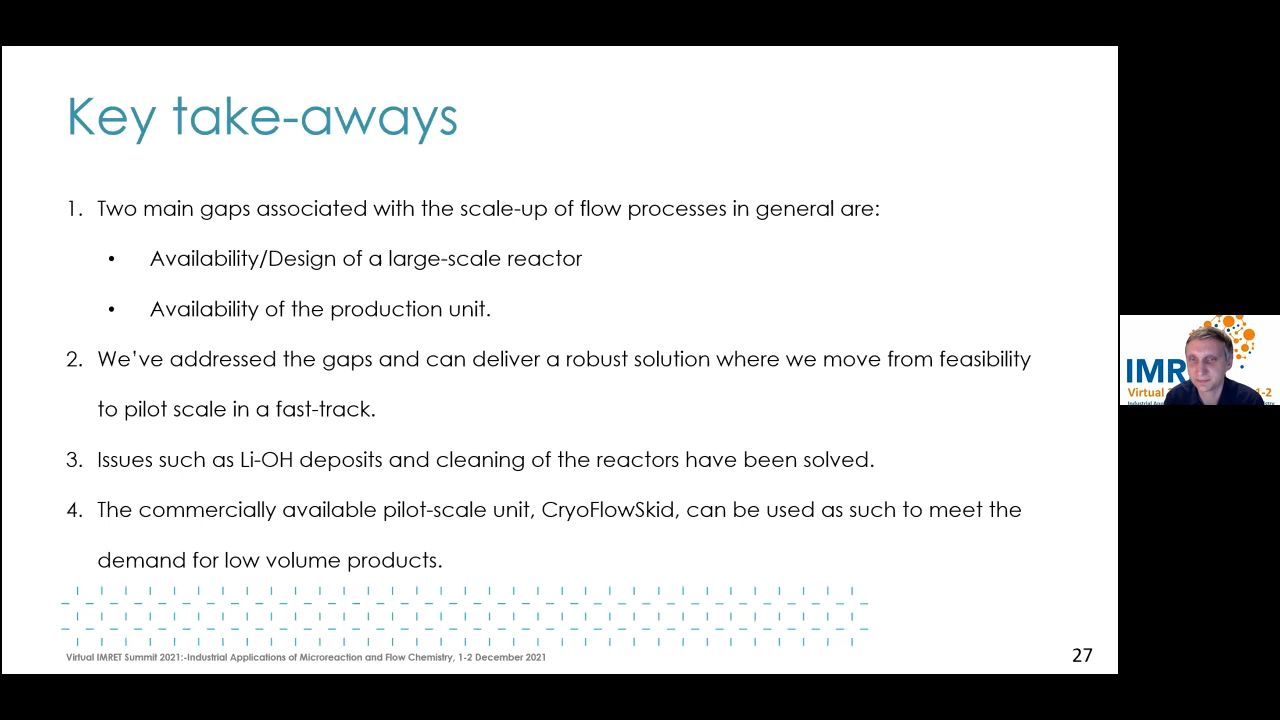 Key take-aways
1. Two main gaps associated with the scale-up of flow processes in general are:
• Availability/Design of a large-scale reactor
• Availability of the production unit.
2. We've addressed the gaps and can deliver a robust solution where we move from feasibility
to pilot scale in a fast-track.
3. Issues such as Li-OH deposits and cleaning of the reactors have been solved.
4. The commercially available pilot-scale unit, CryoFlowSkid, can be used as such to meet the
demand for low volume products.
Virtual IMRET Summit 2021:-Industrial Applications of Microreaction and Flow Chemistry, 1-2 December 2021
27
IMR
Virtual
1-2